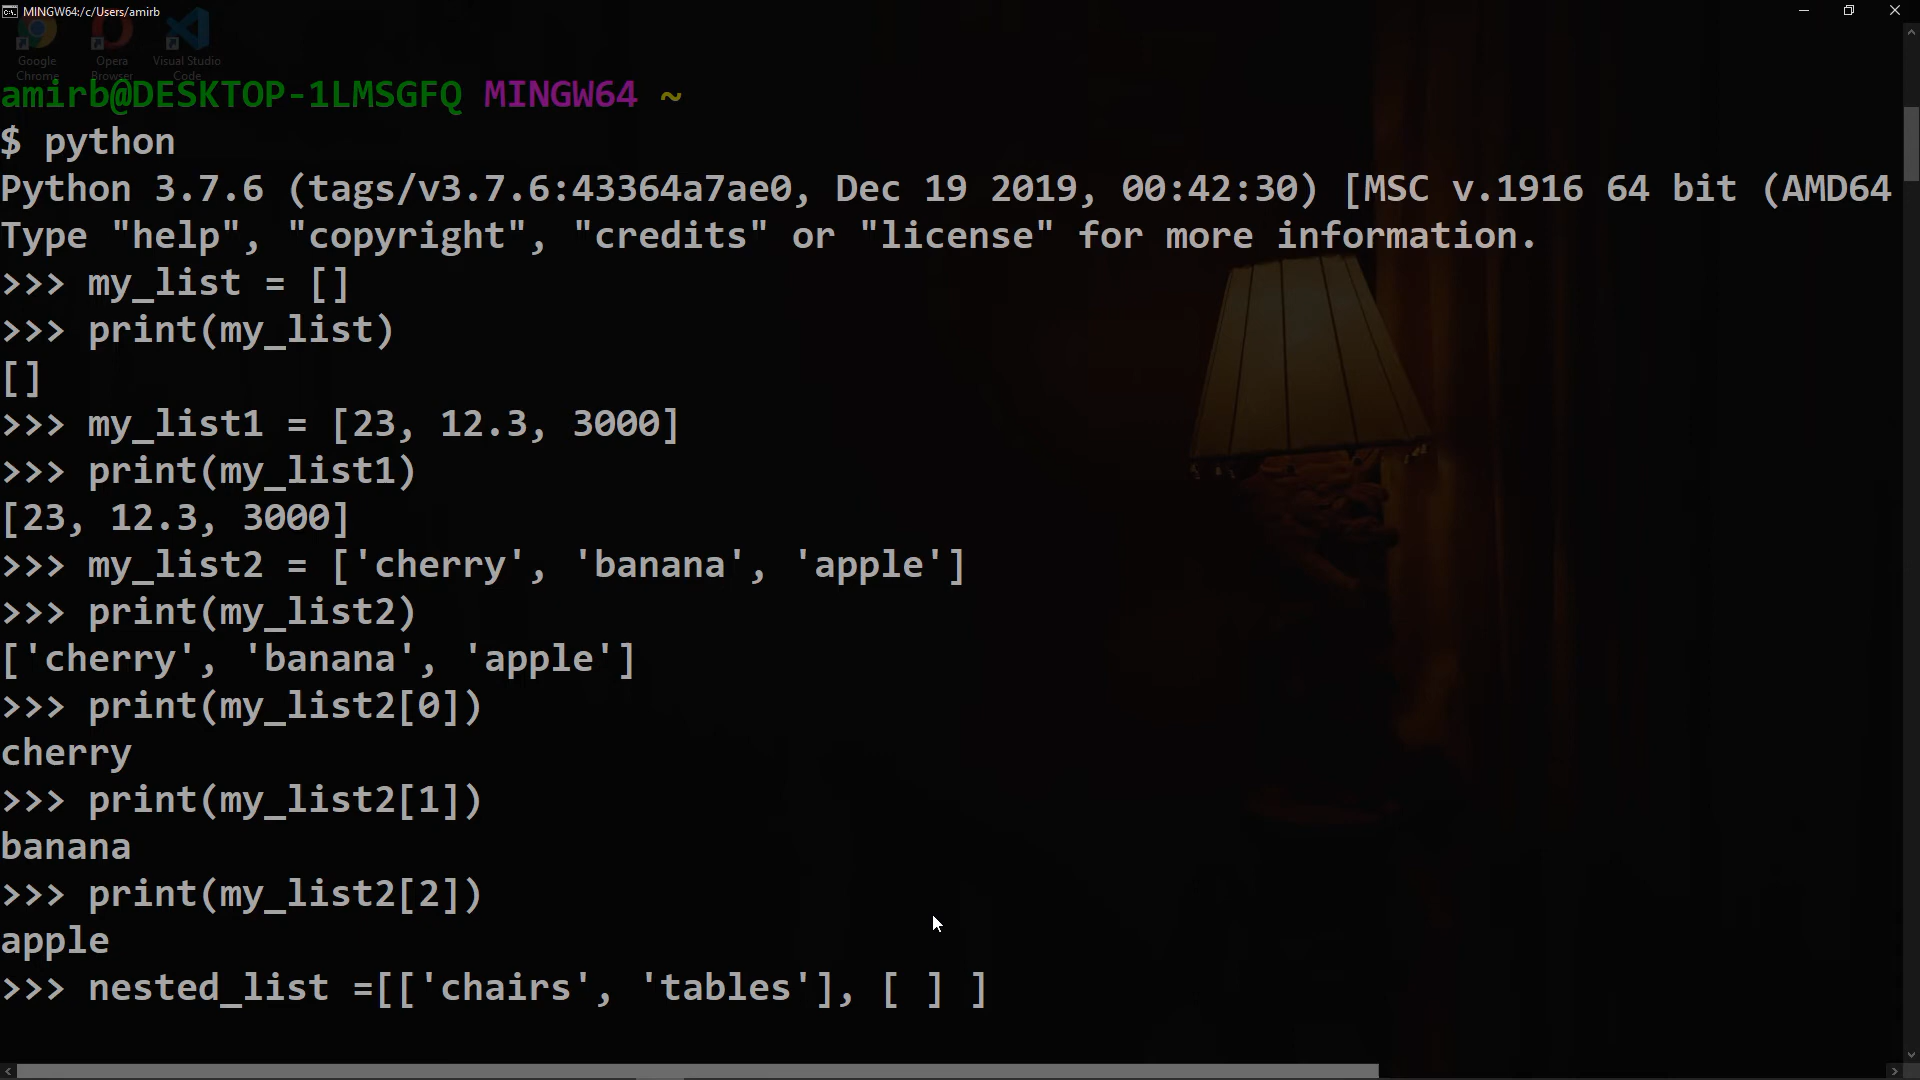 MINGW64:/c/Users/amirb
Google Chrome
Opera Browser
Visual Studio Code
amirb@DESKTOP-1LMSGFQ MINGW64 ~
$ python
Python 3.7.6 (tags/v3.7.6:43364a7ae0, Dec 19 2019, 00:42:30) [MSC v.1916 64 bit (AMD64
Type "help", "copyright", "credits" or "license" for more information.
>>> my_list = []
>>> print(my_list)
[]
>>> my_list1 = [23, 12.3, 3000]
>>> print(my_list1)
[23, 12.3, 3000]
>>> my_list2 = ['cherry', 'banana', 'apple']
>>> print(my_list2)
['cherry', 'banana', 'apple']
>>> print(my_list2[0])
cherry
>>> print(my_list2[1])
banana
>>> print(my_list2[2])
apple
>>> nested_list =[['chairs', 'tables'], [ ] ]